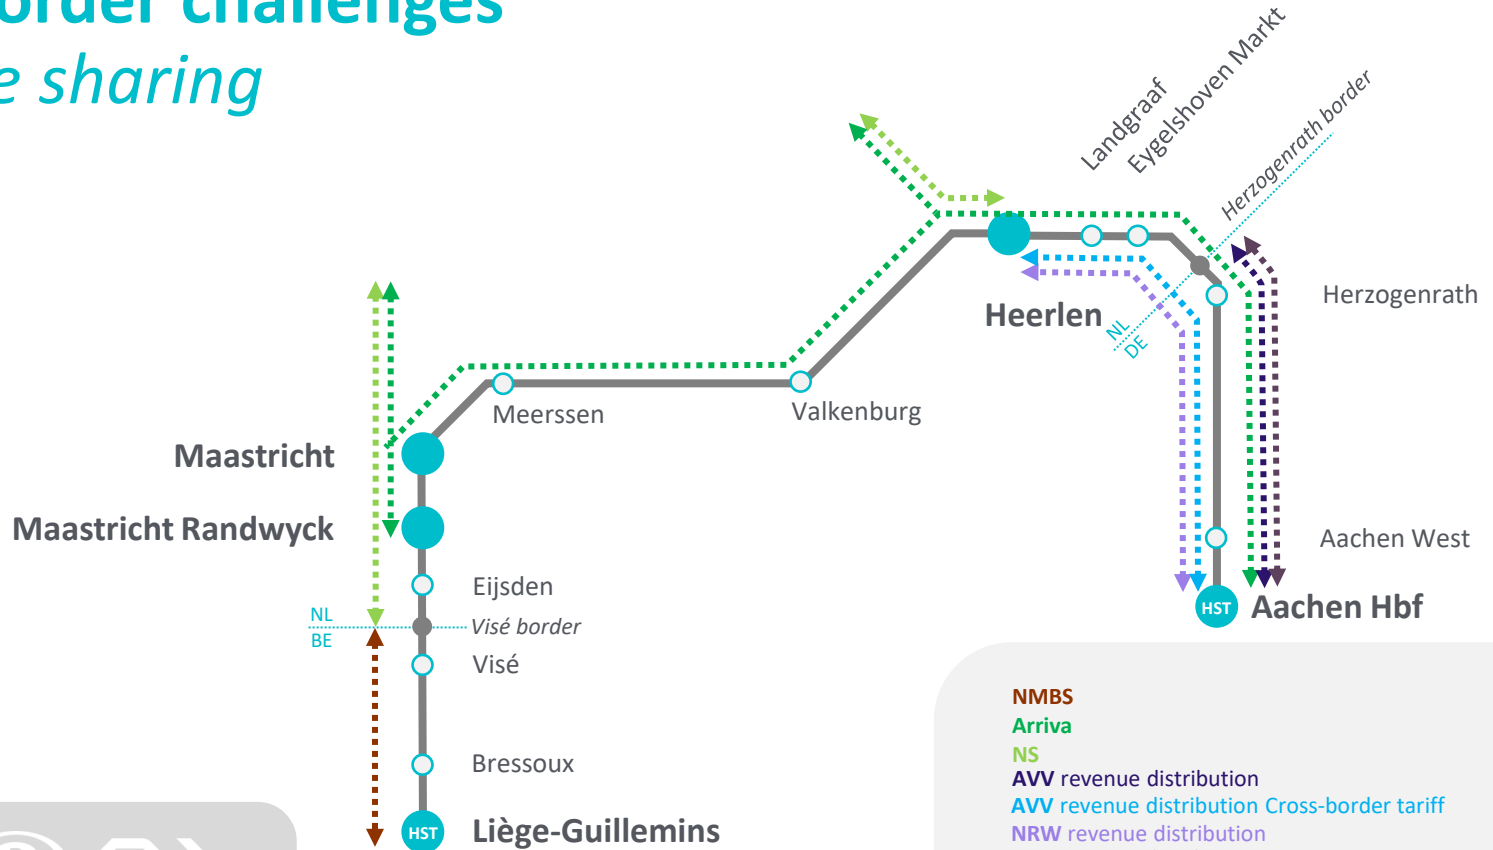 order challenges
e sharing
Landgraaf
Eygelshoven Markt
Herzogenrath border
Herzogenrath
Heerlen
NL
DE
Meerssen
Valkenburg
Maastricht
Maastricht Randwyck
Aachen West
Eijsden
HST Aachen Hbf
NL
BE
Visé border
Visé
Bressoux
HST Liège-Guillemins
NMBS
Arriva
NS
AVV revenue distribution
AVV revenue distribution Cross-border tariff
NRW revenue distribution